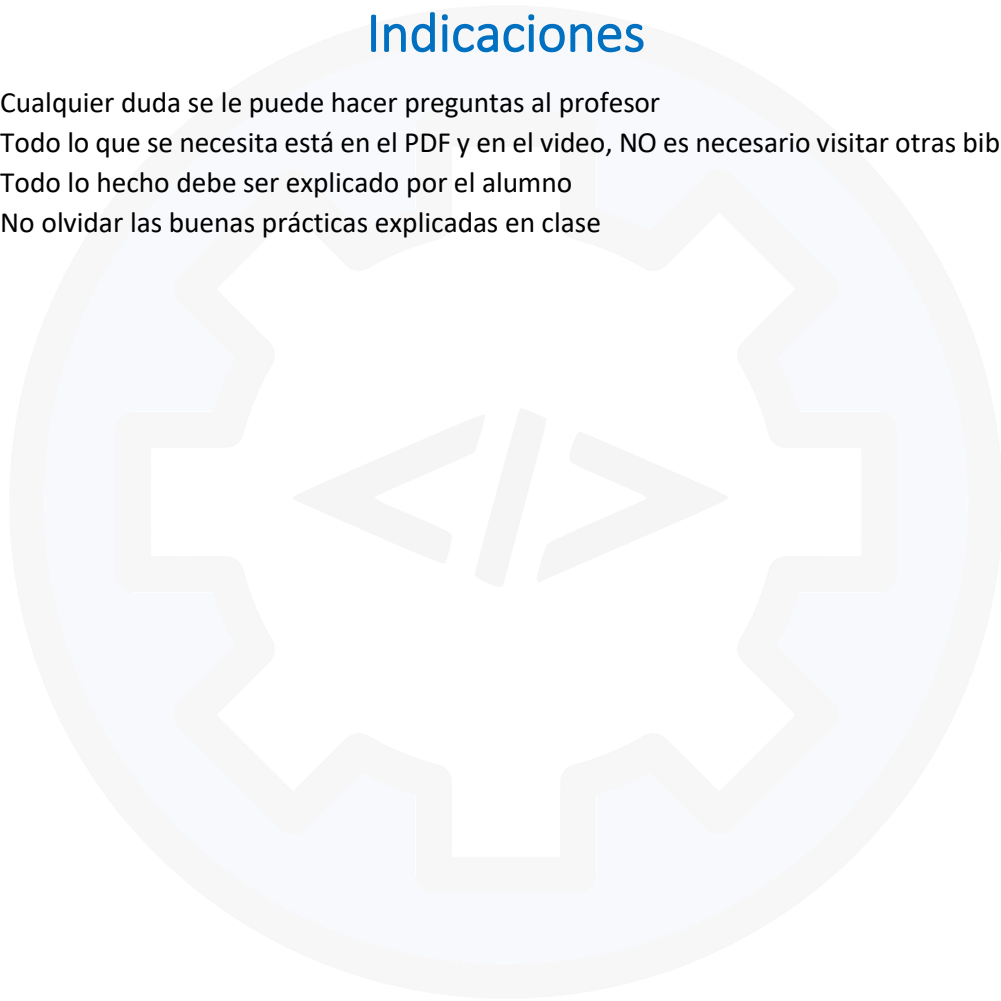 Indicaciones
Cualquier duda se le puede hacer preguntas al profesor
Todo lo que se necesita está en el PDF y en el video, NO es necesario visitar otras bib
Todo lo hecho debe ser explicado por el alumno
No olvidar las buenas prácticas explicadas en clase
</>